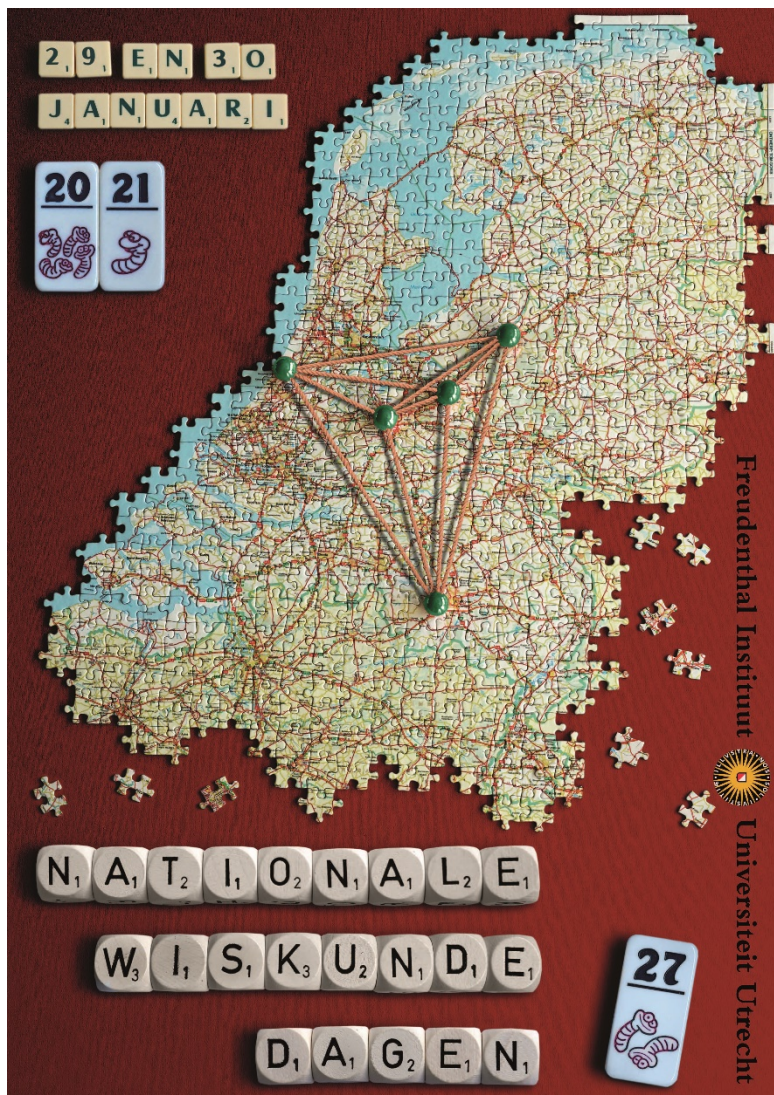 29 EN 30
JANUARI
20 21
Freudenthal Instituut Universiteit Utrecht
NATIONALE
WISKUNDE
DAGEN
27